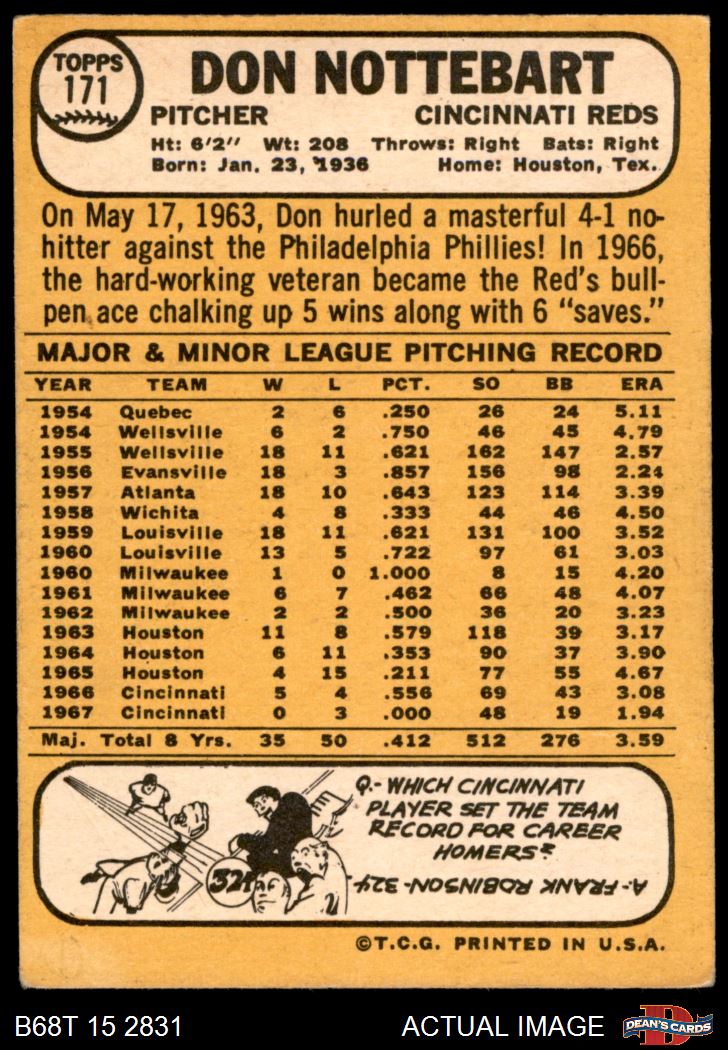 TOPPS
171
DON NOTTEBART
PITCHER CINCINNATI REDS
Ht: 6'2" Wt: 208 Throws: Right Bats: Right
Born: Jan. 23, 1936 Home: Houston, Tex.
On May 17, 1963, Don hurled a masterful 4-1 no-
hitter against the Philadelphia Phillies! In 1966,
the hard-working veteran became the Red's bull-
pen ace chalking up 5 wins along with 6 "saves."
MAJOR & MINOR LEAGUE PITCHING RECORD
YEAR TEAM W L PCT. SO BB ERA
1954 Quebec 2 6 .250 26 24 5.11
1954 Wellsville 6 2 .750 46 45 4.79
1955 Wellsville 18 11 .621 162 147 2.57
1956 Evansville 18 3 .857 156 98 2.24
1957 Atlanta 18 10 .643 123 114 3.39
1958 Wichita 4 8 .333 44 46 4.50
1959 Louisville 18 11 .621 131 100 3.52
1960 Louisville 13 5 .722 97 61 3.03
1960 Milwaukee 1 0 1.000 8 15 4.20
1961 Milwaukee 6 7 .462 66 48 4.07
1962 Milwaukee 2 2 .500 36 20 3.23
1963 Houston 11 8 .579 118 39 3.17
1964 Houston 6 11 .353 90 37 3.90
1965 Houston 4 15 .211 77 55 4.67
1966 Cincinnati 5 4 .556 69 43 3.08
1967 Cincinnati 0 3 .000 48 19 1.94
Maj. Total 8 Yrs. 35 50 .412 512 276 3.59
Q.- WHICH CINCINNATI
PLAYER SET THE TEAM
RECORD FOR CAREER
HOMERS?
324
A-FRANK ROBINSON-324
©T.C.G. PRINTED IN U.S.A.
B68T 15 2831 ACTUAL IMAGE
D
DEAN'S CARDS